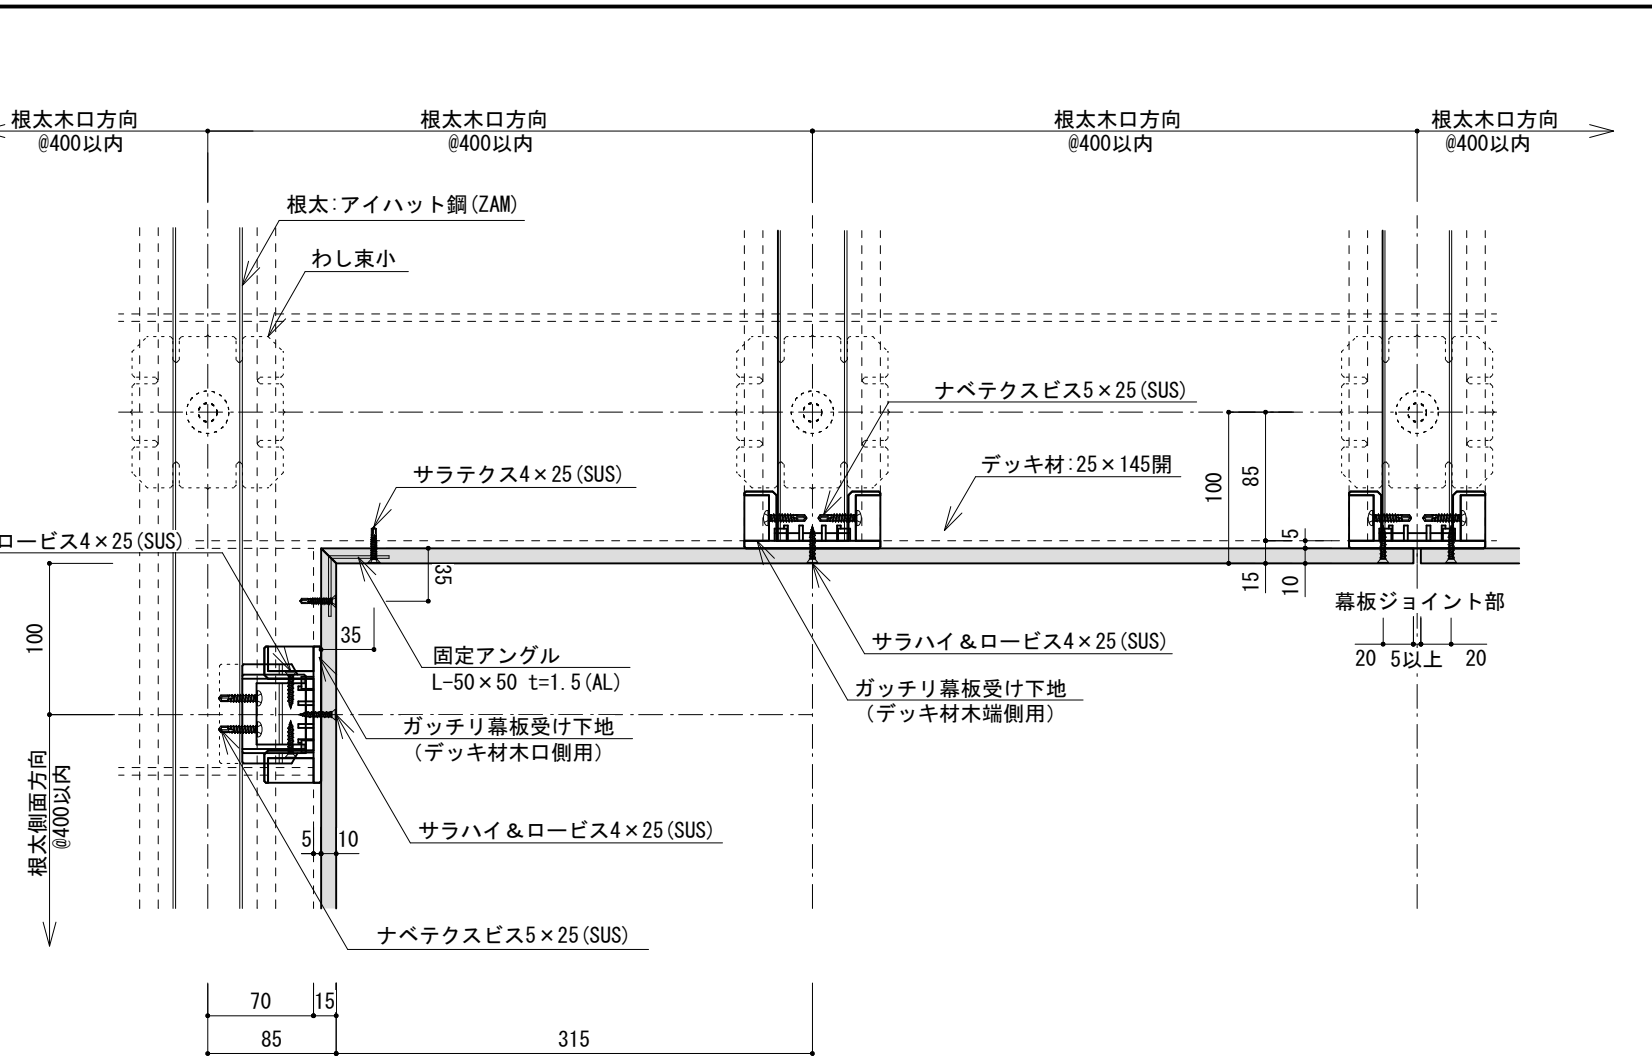 根太木口方向
@400以内
根太木口方向
@400以内
根太木口方向
@400以内
根太木口方向
@400以内
根太:アイハット鋼(ZAM)
わし束小
ナベテクスビス5×25(SUS)
デッキ材:25×145開
サラテクス4×25(SUS)
100
85
5
15
10
ロービス4×25(SUS)
35
35
100
幕板ジョイント部
20
5以上
20
固定アングル
L-50×50 t=1.5(AL)
サラハイ&ロービス4×25(SUS)
ガッチリ幕板受け下地
(デッキ材木端側用)
ガッチリ幕板受け下地
(デッキ材木口側用)
根太側面方向
@400以内
サラハイ&ロービス4×25(SUS)
5
10
ナベテクスビス5×25(SUS)
70
15
85
315